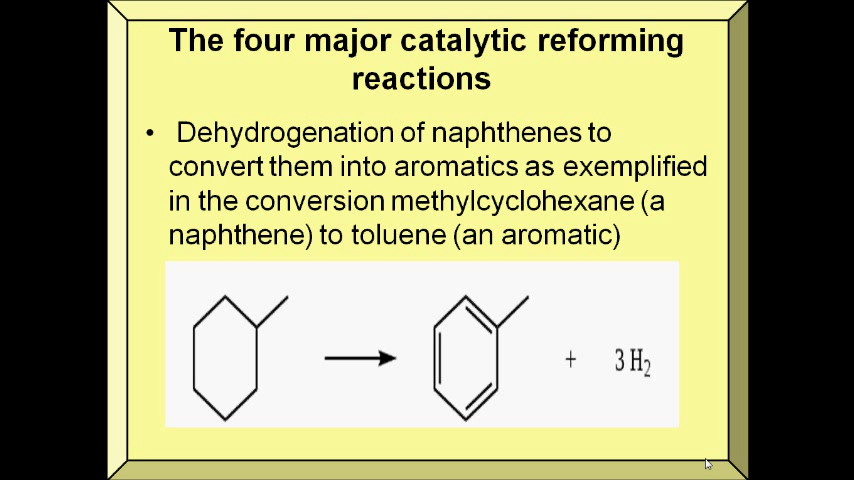 The four major catalytic reforming
reactions
• Dehydrogenation of naphthenes to
convert them into aromatics as exemplified
in the conversion methylcyclohexane (a
naphthene) to toluene (an aromatic)
+ 3 H₂